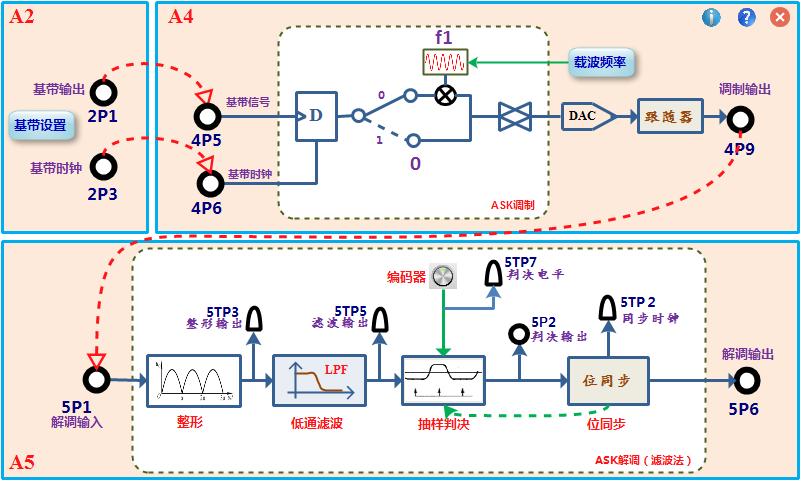 A2
基带输出
2P1
基带设置
基带时钟
2P3
A4
f1
载波频率
基带信号
4P5
D
0
1
0
基带时钟
4P6
DAC
跟随器
调制输出
4P9
ASK调制
编码器
5TP7
判决电平
5TP3
整形输出
5TP5
滤波输出
5P2
判决输出
5TP2
同步时钟
解调输出
LPF
位同步
5P1
解调输入
整形
低通滤波
抽样判决
位同步
5P6
ASK解调（滤波法）
A5